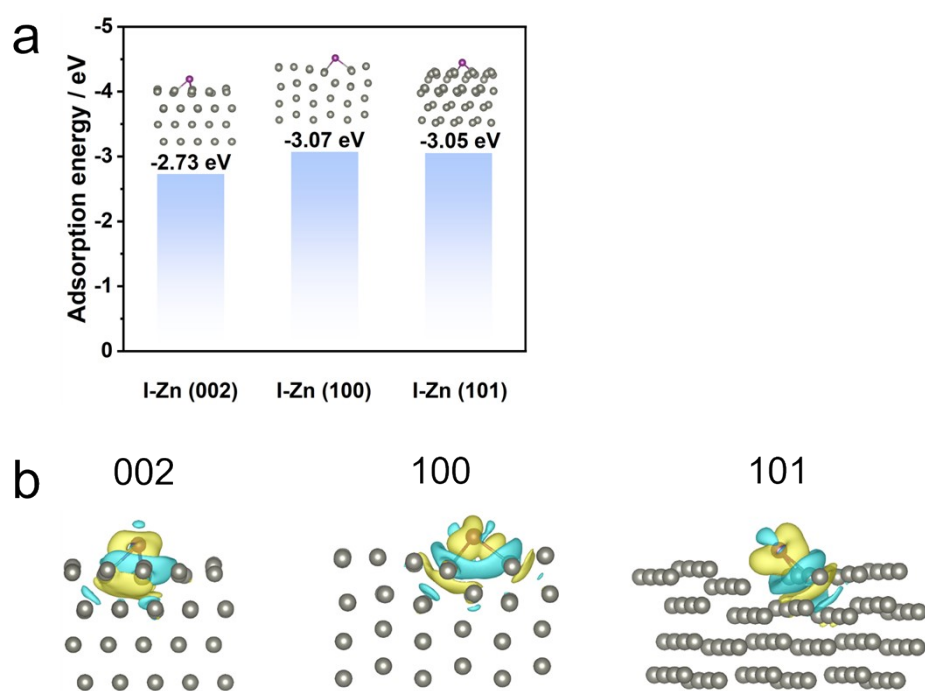 a
Adsorption energy / eV
-5
-4
-3
-2
-1
0
-2.73 eV
-3.07 eV
-3.05 eV
I-Zn (002)
I-Zn (100)
I-Zn (101)
b
002
100
101